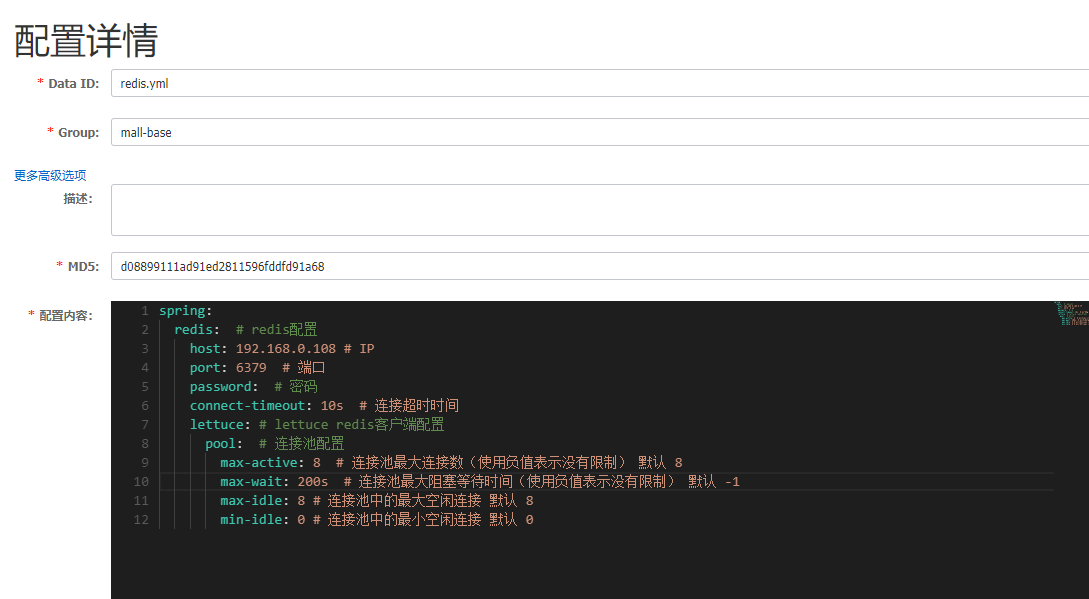 配置详情
* Data ID: redis.yml
* Group: mall-base
更多高级选项
描述:
* MD5: d08899111ad91ed2811596fddfd91a68
* 配置内容:
1 spring:
2   redis:  # redis配置
3     host: 192.168.0.108 # IP
4     port: 6379  # 端口
5     password:  # 密码
6     connect-timeout: 10s  # 连接超时时间
7     lettuce: # lettuce redis客户端配置
8       pool:  # 连接池配置
9         max-active: 8  # 连接池最大连接数（使用负值表示没有限制） 默认 8
10         max-wait: 200s  # 连接池最大阻塞等待时间（使用负值表示没有限制） 默认 -1
11         max-idle: 8 # 连接池中的最大空闲连接 默认 8
12         min-idle: 0 # 连接池中的最小空闲连接 默认 0